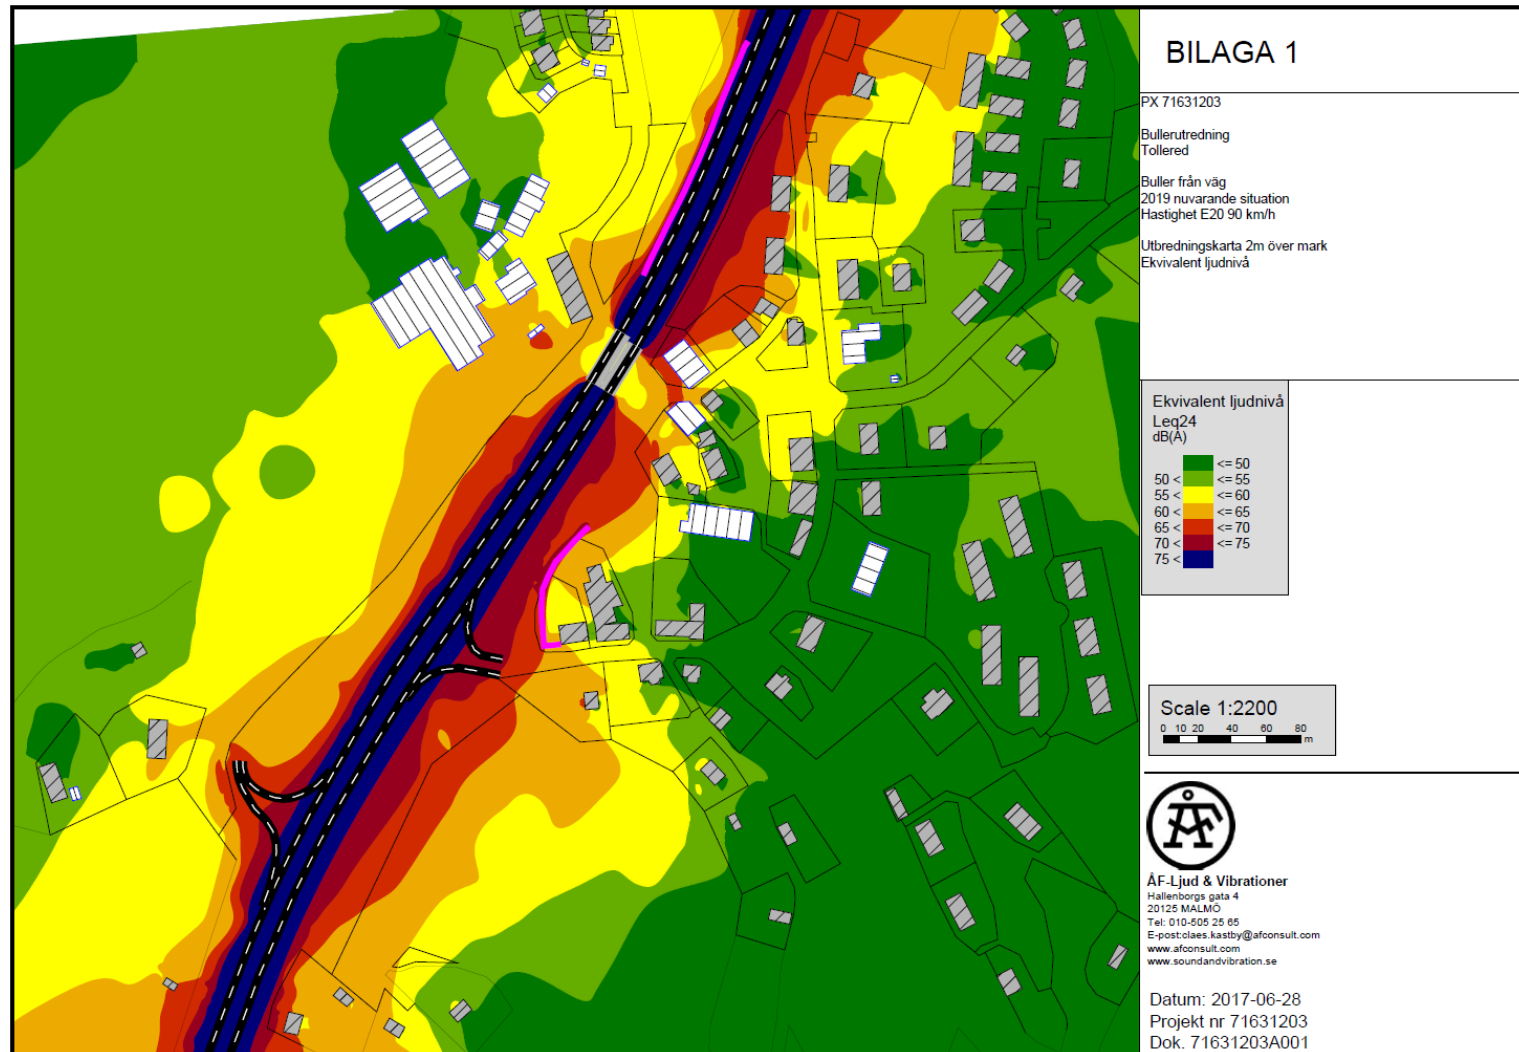 BILAGA 1
PX 71631203
Bullerutredning
Tollered
Buller från väg
2019 nuvarande situation
Hastighet E20 90 km/h
Utbredningskarta 2m över mark
Ekvivalent ljudnivå
Ekvivalent ljudnivå
Leq24
dB(A)
<= 50
50 < <= 55
55 < <= 60
60 < <= 65
65 < <= 70
70 < <= 75
75 <
Scale 1:2200
0 10 20 40 60 80
m
ÅF
ÅF-Ljud & Vibrationer
Hallenborgs gata 4
20125 MALMÖ
Tel: 010-505 25 65
E-post:claes.kastby@afconsult.com
www.afconsult.com
www.soundandvibration.se
Datum: 2017-06-28
Projekt nr 71631203
Dok. 71631203A001